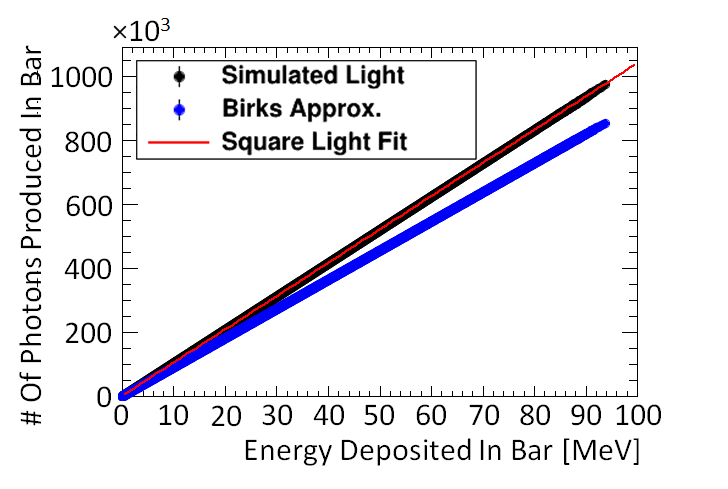 ×10³
# Of Photons Produced In Bar
1000
800
600
400
200
0
Simulated Light
Birks Approx.
Square Light Fit
0 10 20 30 40 50 60 70 80 90 100
Energy Deposited In Bar [MeV]